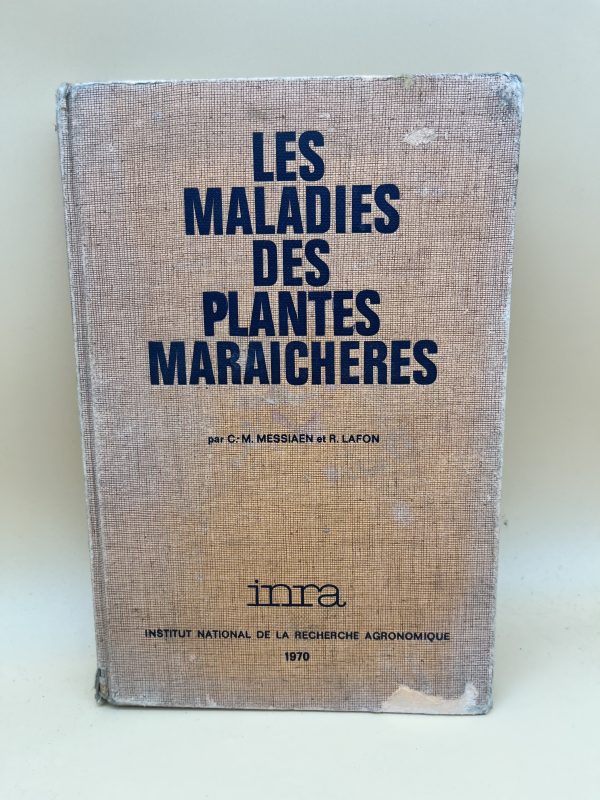 LES
MALADIES
DES
PLANTES
MARAICHERES
par C.-M. MESSIAEN et R. LAFON
inra
INSTITUT NATIONAL DE LA RECHERCHE AGRONOMIQUE
1970